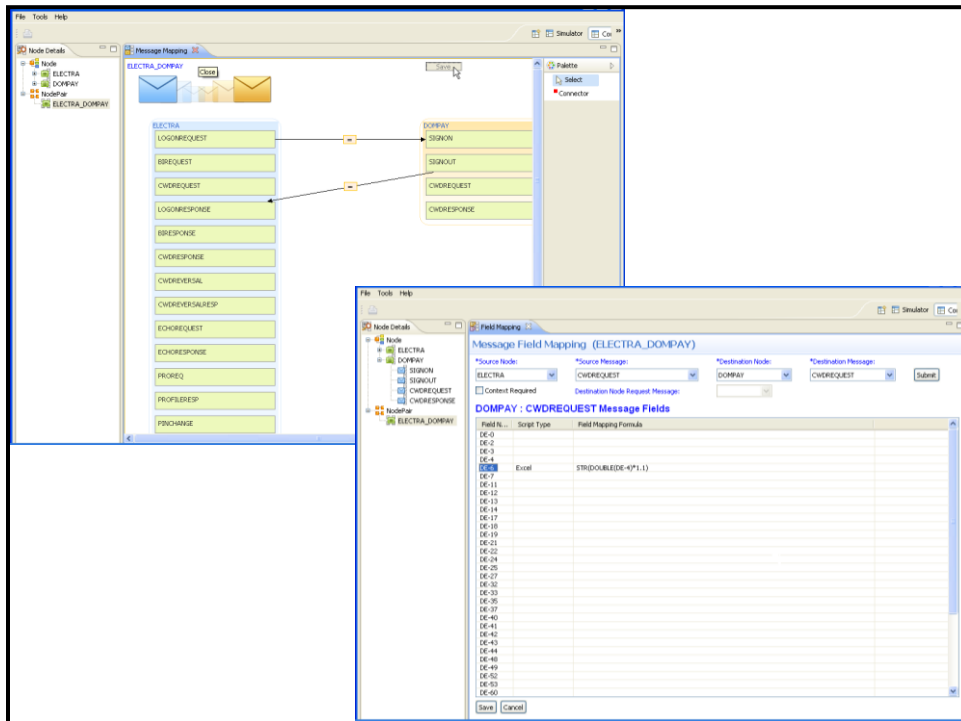 File Tools Help
Simulator Co »
Node Details
Node
ELECTRA
DOMPAY
NodePair
ELECTRA_DOMPAY
Message Mapping
ELECTRA_DOMPAY
Close
Save
Palette
Select
Connector
ELECTRA
LOGONREQUEST
BIREQUEST
CWDREQUEST
LOGONRESPONSE
BIRESPONSE
CWDRESPONSE
CWDREVERSAL
CWDREVERSALRESP
ECHOREQUEST
ECHORESPONSE
PROREQ
PROFILERESP
PINCHANGE
=
=
DOMPAY
SIGNON
SIGNOUT
CWDREQUEST
CWDRESPONSE
File Tools Help
Simulator Co
Node Details
Node
ELECTRA
DOMPAY
SIGNON
SIGNOUT
CWDREQUEST
CWDRESPONSE
NodePair
ELECTRA_DOMPAY
Field Mapping
Message Field Mapping (ELECTRA_DOMPAY)
*Source Node: *Source Message: *Destination Node: *Destination Message:
ELECTRA CWDREQUEST DOMPAY CWDREQUEST Submit
Context Required Destination Node Request Message:
DOMPAY : CWDREQUEST Message Fields
Field N... Script Type Field Mapping Formula
DE-0
DE-2
DE-3
DE-4
DE-6 Excel STR(DOUBLE(DE-4)*1.1)
DE-7
DE-11
DE-12
DE-13
DE-14
DE-17
DE-18
DE-19
DE-21
DE-22
DE-24
DE-25
DE-27
DE-32
DE-33
DE-35
DE-37
DE-40
DE-41
DE-42
DE-43
DE-44
DE-48
DE-49
DE-52
DE-53
DE-60
Save Cancel